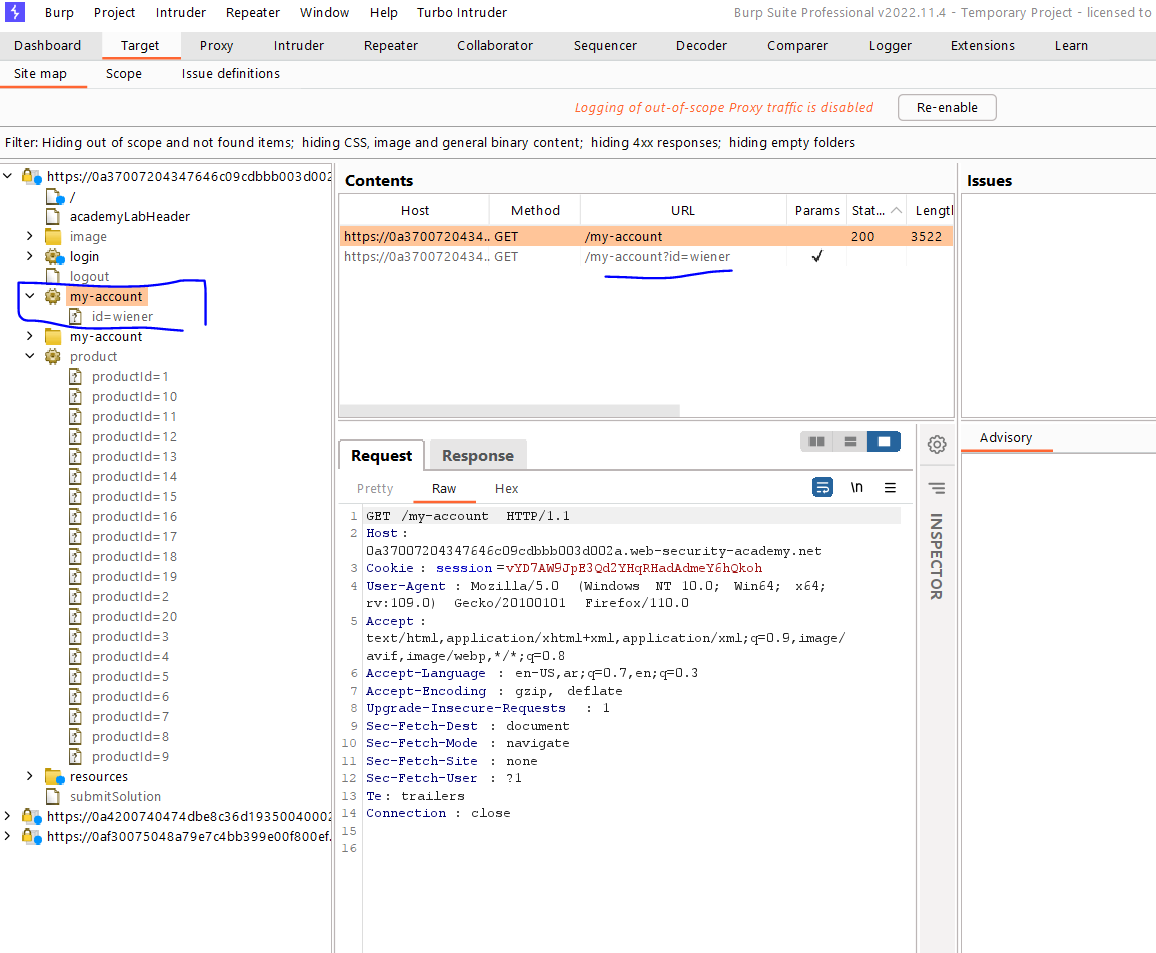 Burp Project Intruder Repeater Window Help Turbo Intruder Burp Suite Professional v2022.11.4 - Temporary Project - licensed to
Dashboard Target Proxy Intruder Repeater Collaborator Sequencer Decoder Comparer Logger Extensions Learn
Site map Scope Issue definitions
Logging of out-of-scope Proxy traffic is disabled Re-enable
Filter: Hiding out of scope and not found items; hiding CSS, image and general binary content; hiding 4xx responses; hiding empty folders
https://0a37007204347646c09cdbbb003d002
/
academyLabHeader
image
login
logout
my-account
id=wiener
my-account
product
productId=1
productId=10
productId=11
productId=12
productId=13
productId=14
productId=15
productId=16
productId=17
productId=18
productId=19
productId=2
productId=20
productId=3
productId=4
productId=5
productId=6
productId=7
productId=8
productId=9
resources
submitSolution
https://0a4200740474dbe8c36d19350040002
https://0af30075048a79e7c4bb399e00f800ef.
Contents
Host Method URL Params Stat... Length
https://0a3700720434.. GET /my-account 200 3522
https://0a3700720434.. GET /my-account?id=wiener
Request Response
Pretty Raw Hex \n
1 GET /my-account HTTP/1.1
2 Host :
0a37007204347646c09cdbbb003d002a.web-security-academy.net
3 Cookie : session =vYD7AW9JpE3Qd2YHqRHadAdmeY6hQkoh
4 User-Agent : Mozilla/5.0 (Windows NT 10.0; Win64; x64;
rv:109.0) Gecko/20100101 Firefox/110.0
5 Accept :
text/html,application/xhtml+xml,application/xml;q=0.9,image/
avif,image/webp,*/*;q=0.8
6 Accept-Language : en-US,ar;q=0.7,en;q=0.3
7 Accept-Encoding : gzip, deflate
8 Upgrade-Insecure-Requests : 1
9 Sec-Fetch-Dest : document
10 Sec-Fetch-Mode : navigate
11 Sec-Fetch-Site : none
12 Sec-Fetch-User : ?1
13 Te : trailers
14 Connection : close
15
16
INSPECTOR
Issues
Advisory